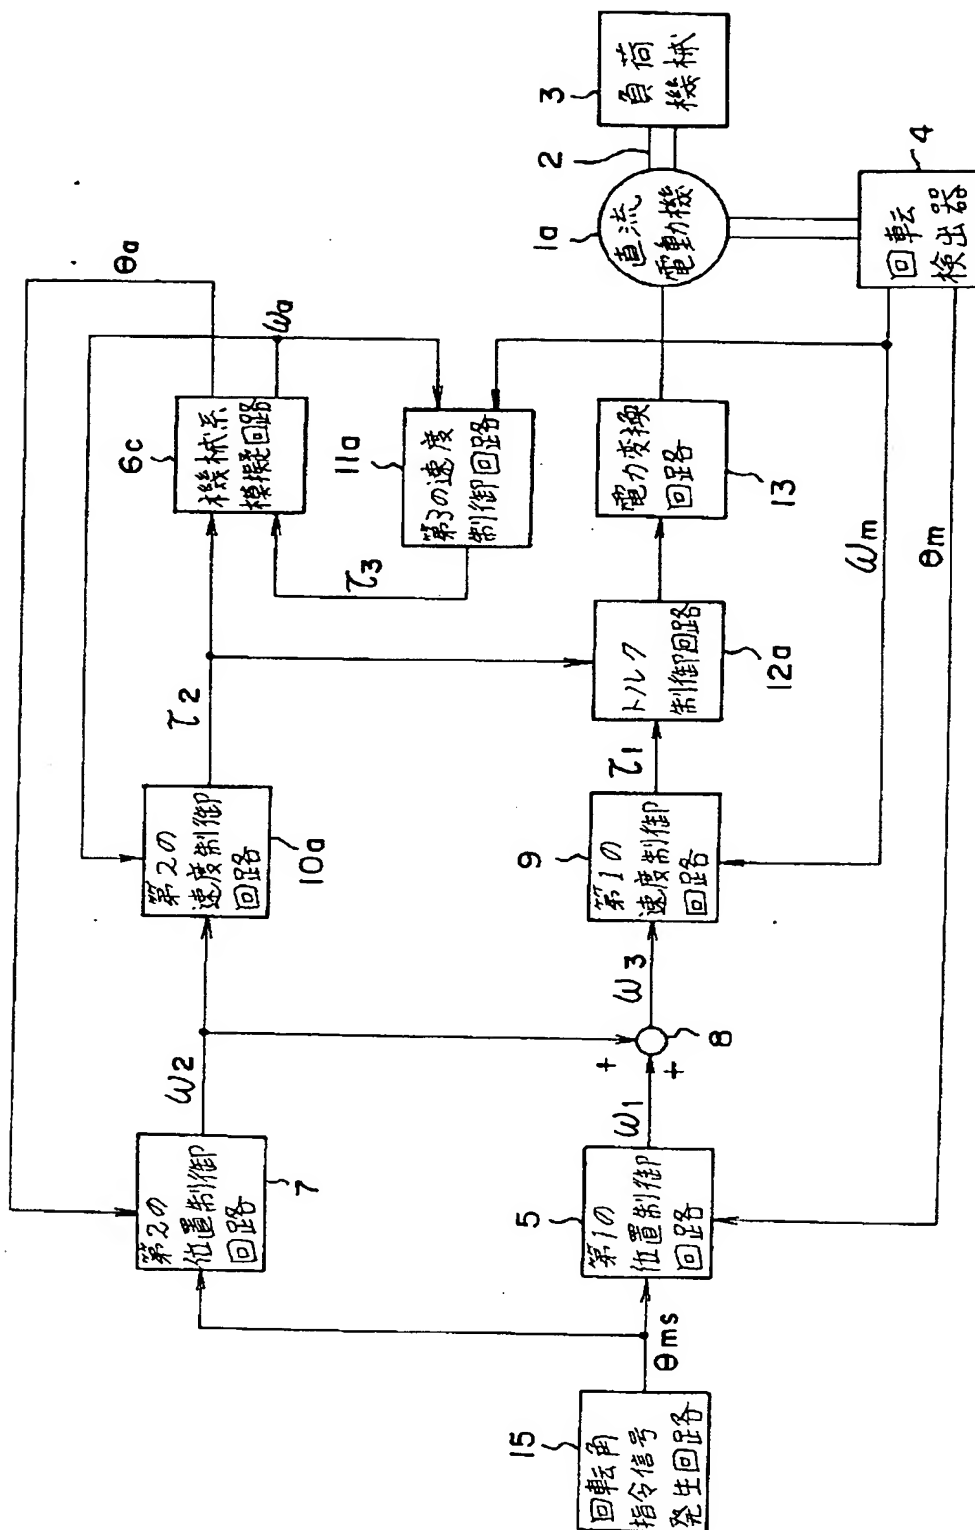 θa
6c
機械系
模擬回路
ωa
11a
第3の速度
制御回路
τ3
3
負荷
機械
2
1a
直流
電動機
4
回転
検出器
電力変換
回路
13
ωm
θm
トルク
制御回路
12a
τ2
第2の
速度制御
回路
10a
τ1
9
第1の
速度制御
回路
ω3
8
+
+
ω2
第2の
位置制御
回路
7
ω1
5
第1の
位置制御
回路
θms
15
回転角
指令信号
発生回路